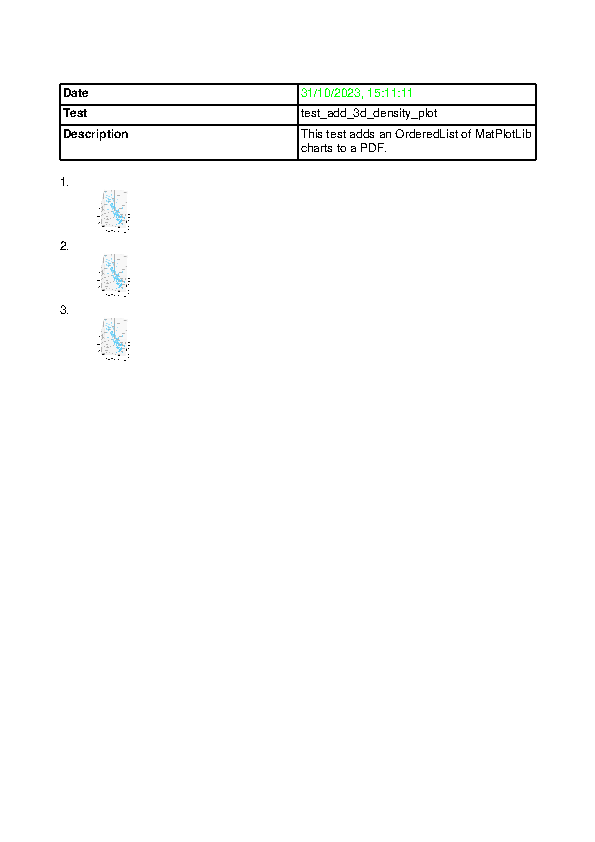 Date 31/10/2023, 15:11:11
Test test_add_3d_density_plot
Description This test adds an OrderedList of MatPlotLib
charts to a PDF.
1.
2.
3.